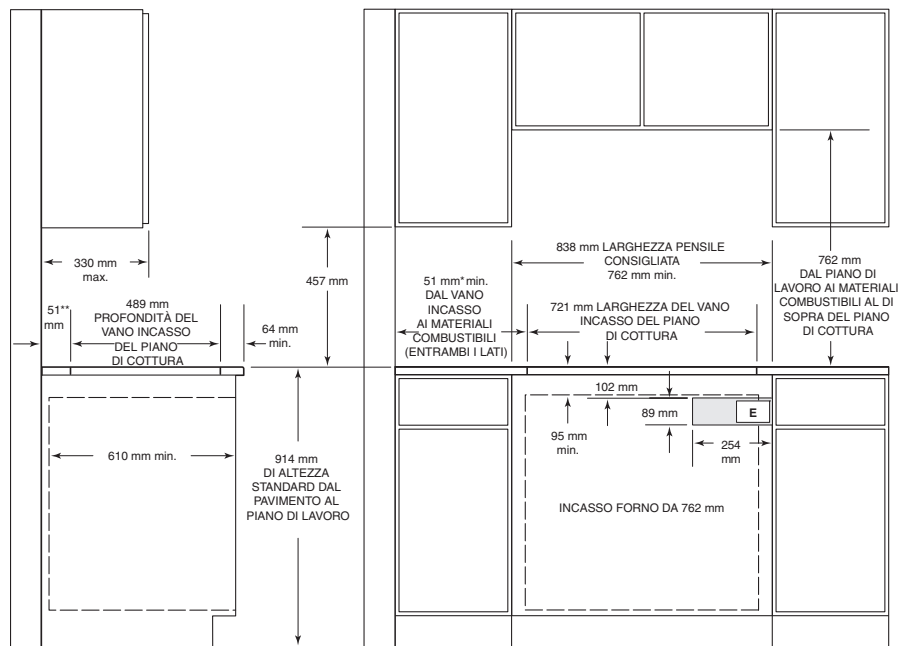 330 mm
max.
457 mm
838 mm LARGHEZZA PENSILE
CONSIGLIATA
762 mm min.
762 mm
DAL PIANO DI
LAVORO AI MATERIALI
COMBUSTIBILI AL DI
SOPRA DEL PIANO
DI COTTURA
51**
mm
489 mm
PROFONDITÀ DEL
VANO INCASSO
DEL PIANO
DI COTTURA
64 mm
min.
51 mm* min.
DAL VANO
INCASSO
AI MATERIALI
COMBUSTIBILI
(ENTRAMBI I LATI)
721 mm LARGHEZZA DEL VANO
INCASSO DEL PIANO
DI COTTURA
102 mm
89 mm
E
95 mm
min.
254
mm
610 mm min.
914 mm
DI ALTEZZA
STANDARD DAL
PAVIMENTO AL
PIANO DI LAVORO
INCASSO FORNO DA 762 mm